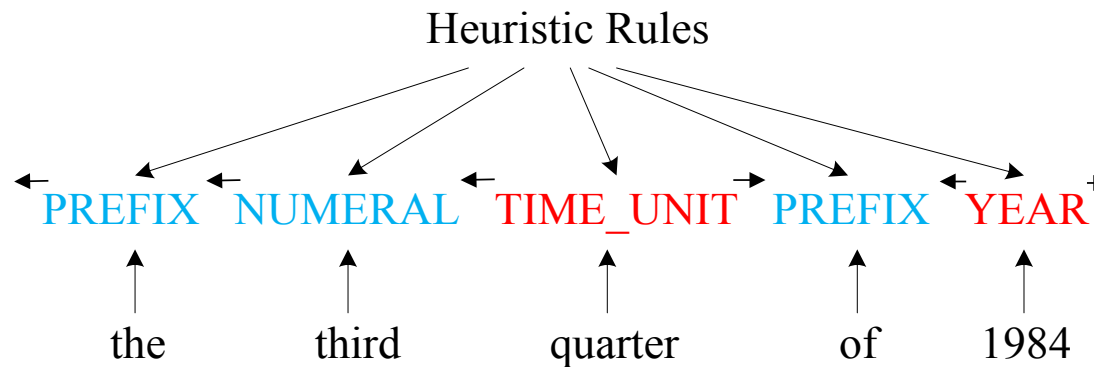 Heuristic Rules
PREFIX NUMERAL TIME_UNIT PREFIX YEAR
the third quarter of 1984